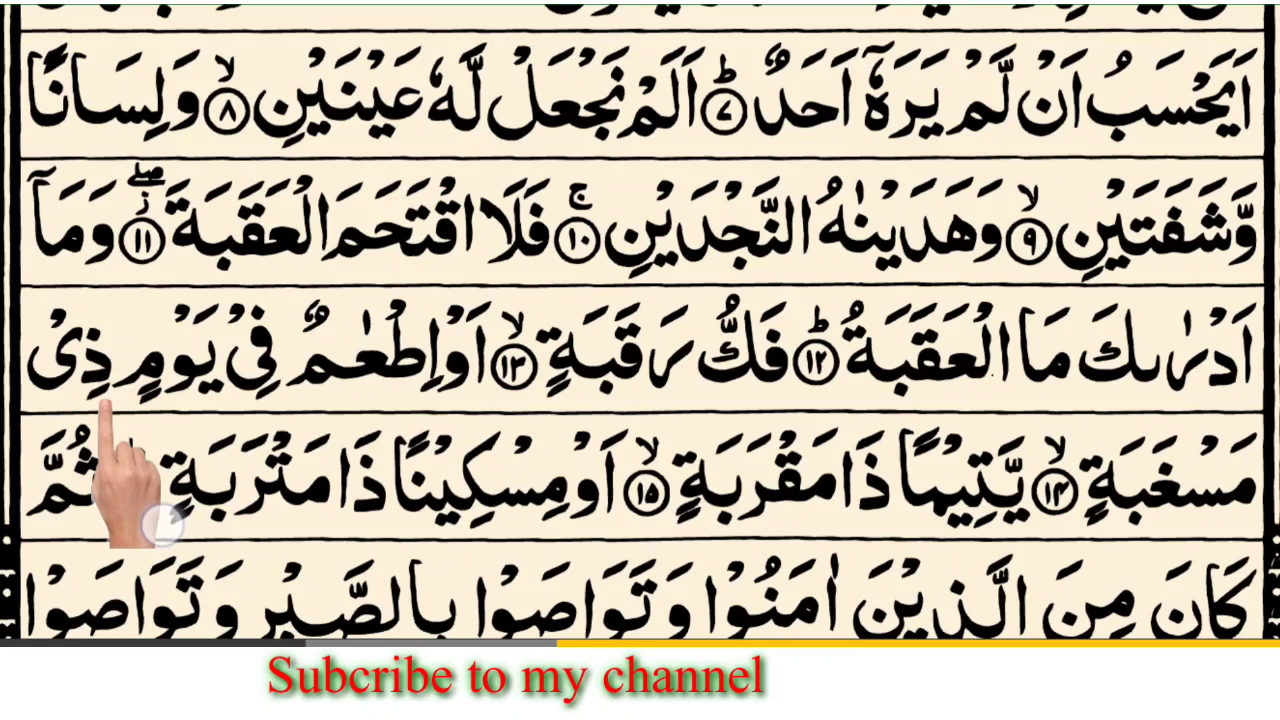 اَيَحْسَبُ اَنْ لَّمْ يَرَهٗۤ اَحَدٌ ؕ﴿۷﴾ اَلَمْ نَجْعَلْ لَّهٗ عَيْنَيْنِ ۙ﴿۸﴾ وَلِسَانًا
وَّشَفَتَيْنِ ۙ﴿۹﴾ وَهَدَيْنٰهُ النَّجْدَيْنِ ۚ﴿۱۰﴾ فَلَا اقْتَحَمَ الْعَقَبَةَ ۖ﴿۱۱﴾ وَمَاۤ
اَدْرٰىكَ مَا الْعَقَبَةُ ؕ﴿۱۲﴾ فَكُّ رَقَبَةٍ ۙ﴿۱۳﴾ اَوْ اِطْعٰمٌ فِيْ يَوْمٍ ذِيْ
مَسْغَبَةٍ ۙ﴿۱۴﴾ يَّتِيْمًا ذَا مَقْرَبَةٍ ۙ﴿۱۵﴾ اَوْ مِسْكِيْنًا ذَا مَتْرَبَةٍ ثُمَّ
كَانَ مِنَ الَّذِيْنَ اٰمَنُوْا وَتَوَاصَوْا بِالصَّبْرِ وَتَوَاصَوْا
Subcribe to my channel